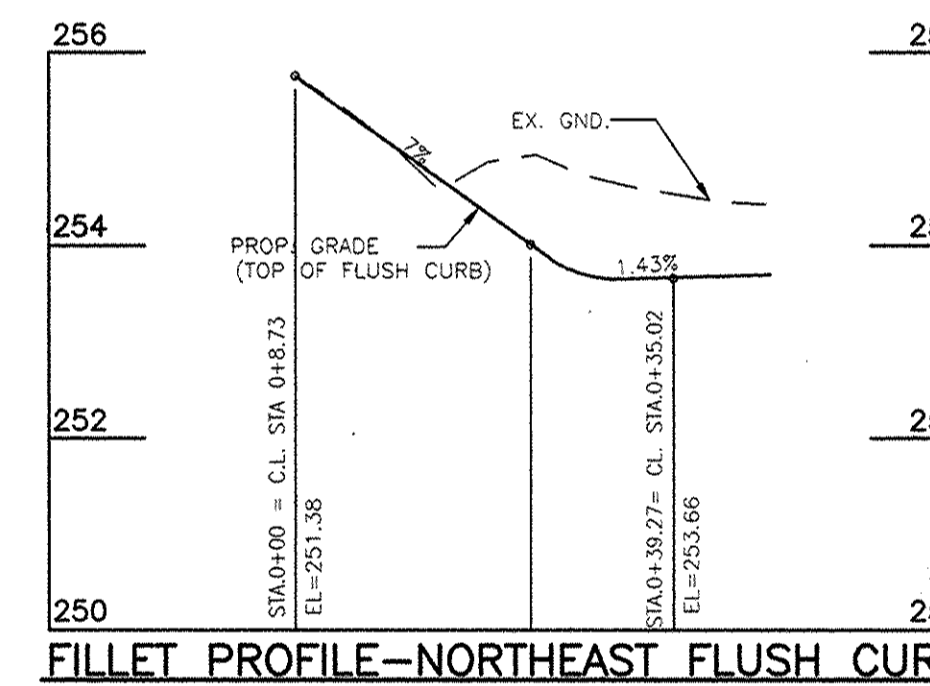 256
EX. GND.
7%
254
PROP. GRADE
(TOP OF FLUSH CURB)
1.43%
STA.0+00 = C.L. STA 0+8.73
EL=251.38
STA.0+39.27= CL. STA.0+35.02
EL=253.66
252
250
FILLET PROFILE-NORTHEAST FLUSH